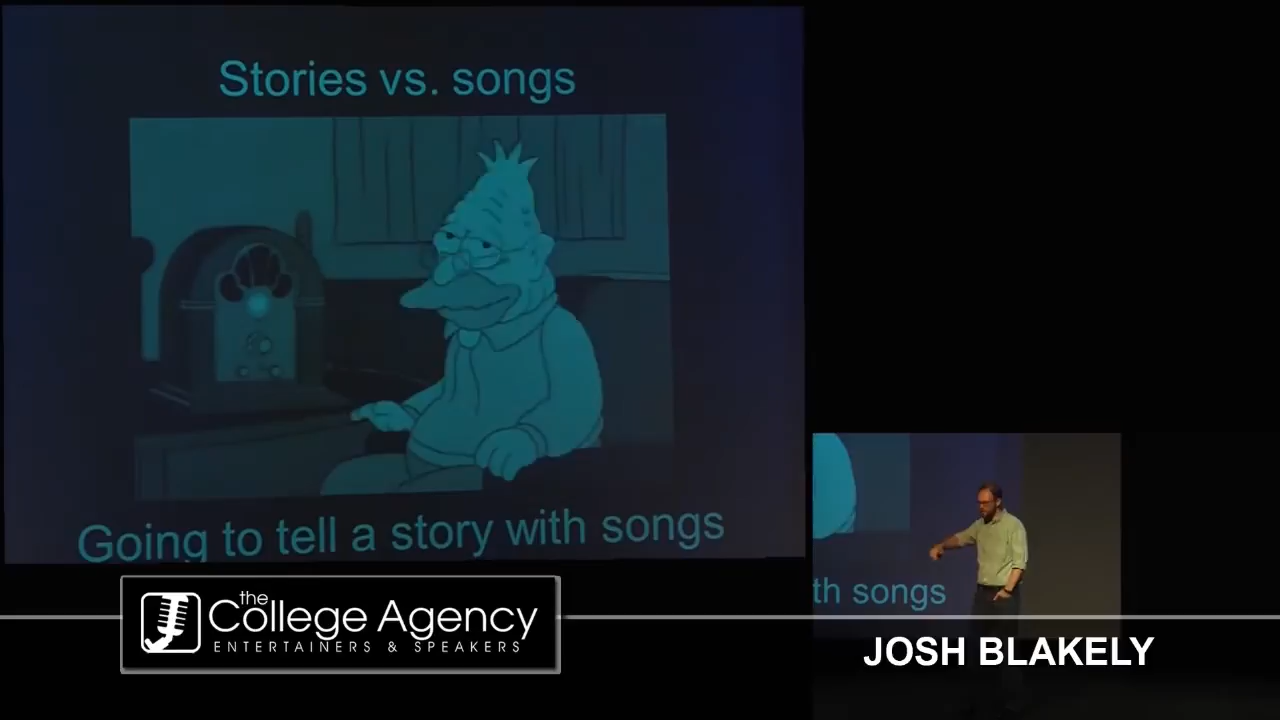 Stories vs. songs
Going to tell a story with songs
th songs
the
College Agency
ENTERTAINERS & SPEAKERS
JOSH BLAKELY